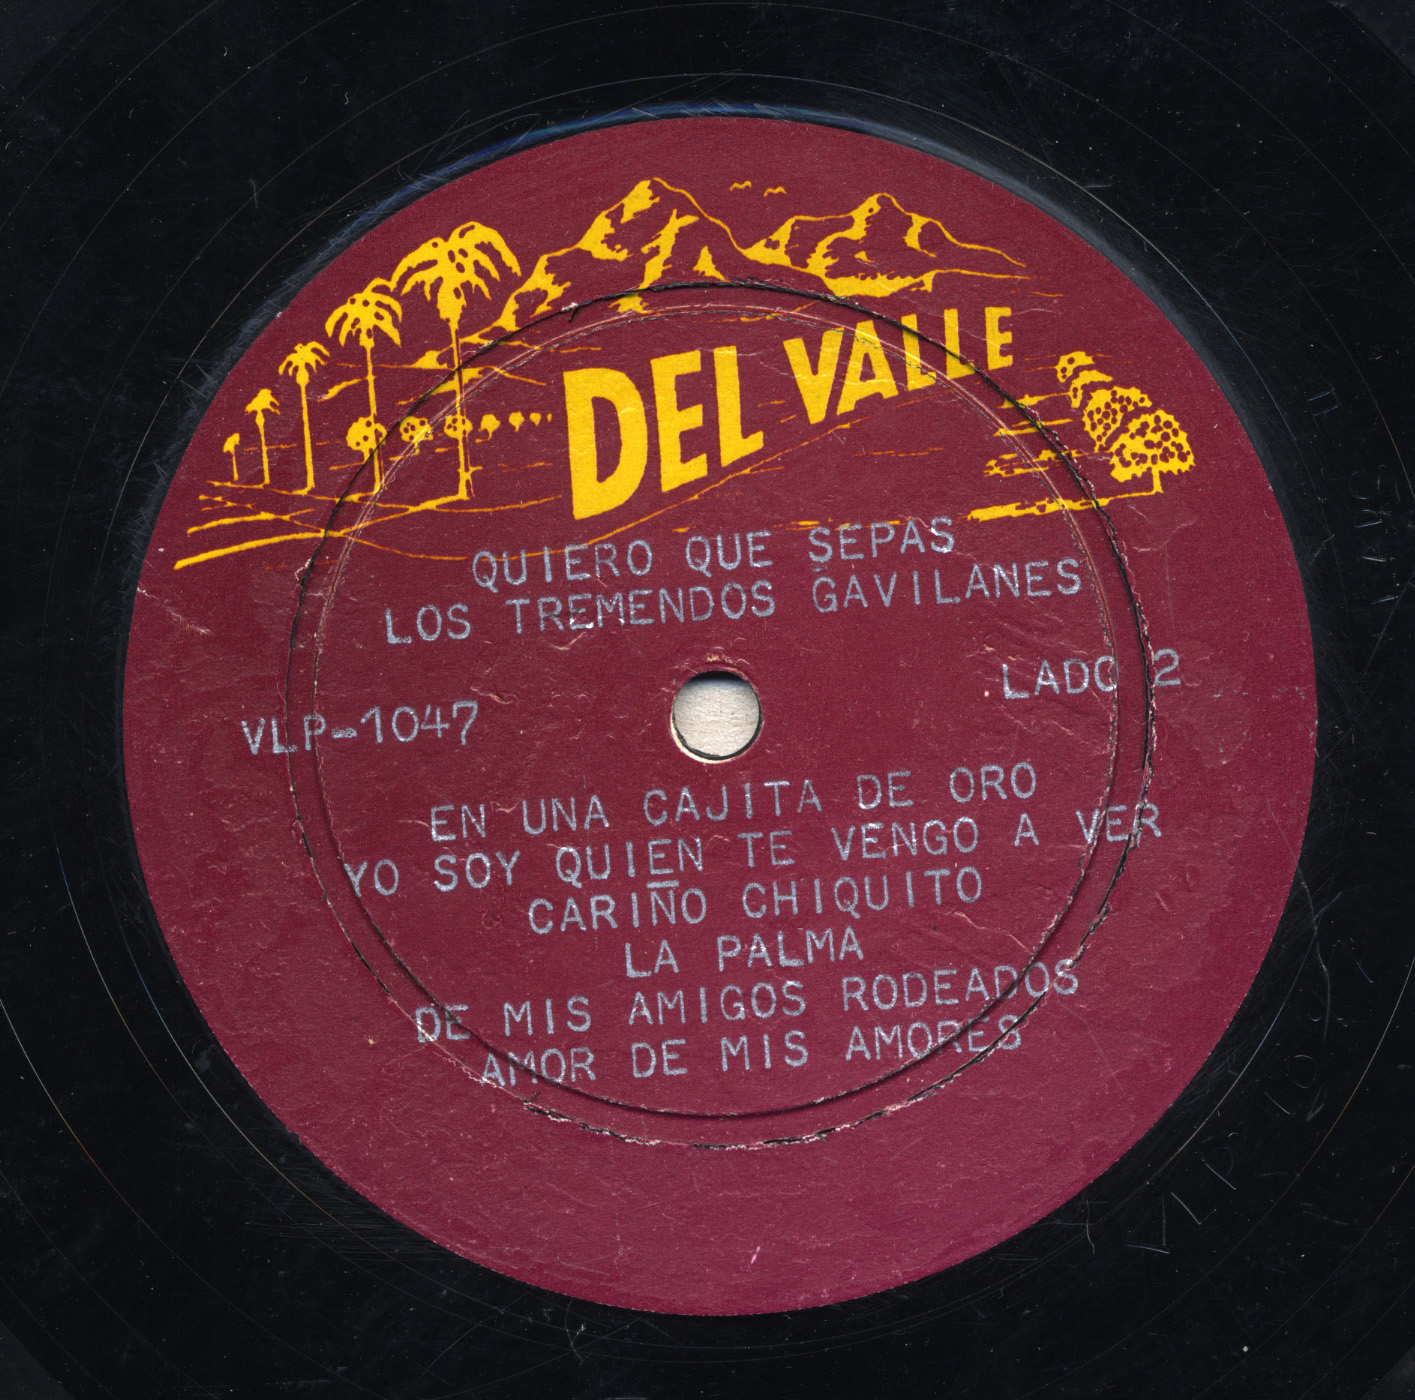 DEL VALLE
QUIERO QUE SEPAS
LOS TREMENDOS GAVILANES
LADO 2
VLP-1047
EN UNA CAJITA DE ORO
YO SOY QUIEN TE VENGO A VER
CARIÑO CHIQUITO
LA PALMA
DE MIS AMIGOS RODEADOS
AMOR DE MIS AMORES